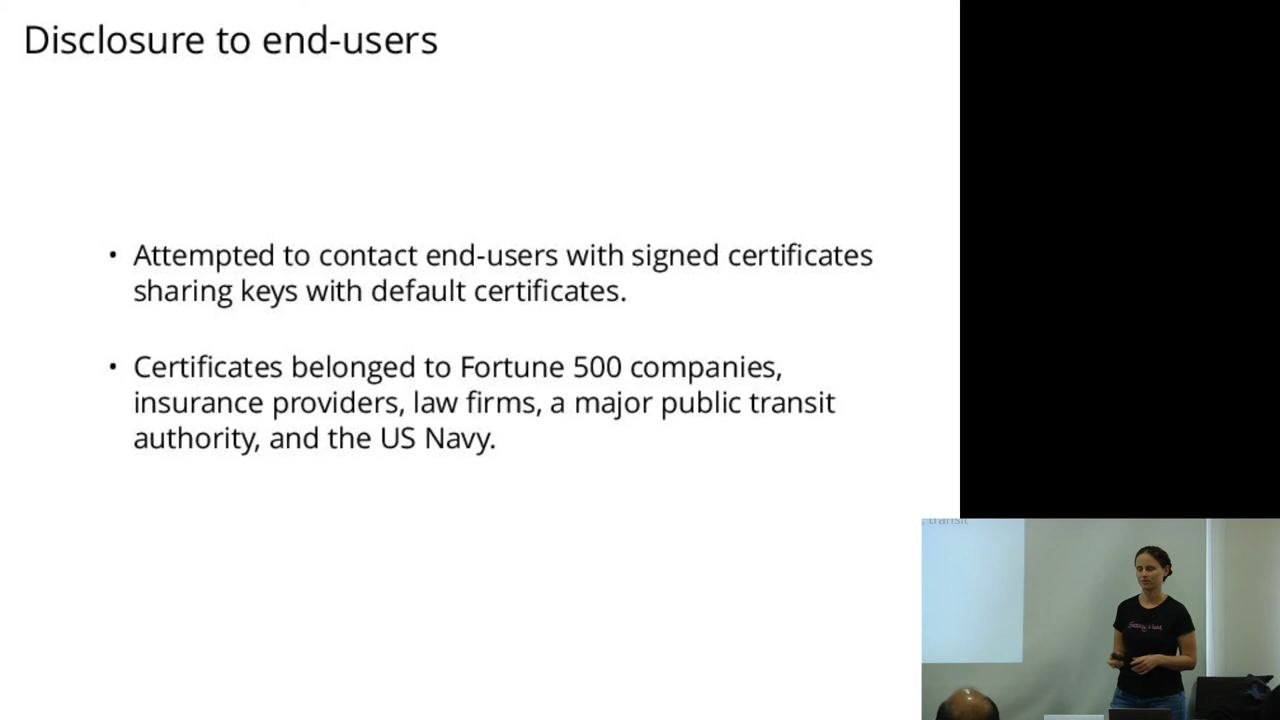 Disclosure to end-users
• Attempted to contact end-users with signed certificates
sharing keys with default certificates.
• Certificates belonged to Fortune 500 companies,
insurance providers, law firms, a major public transit
authority, and the US Navy.
transit